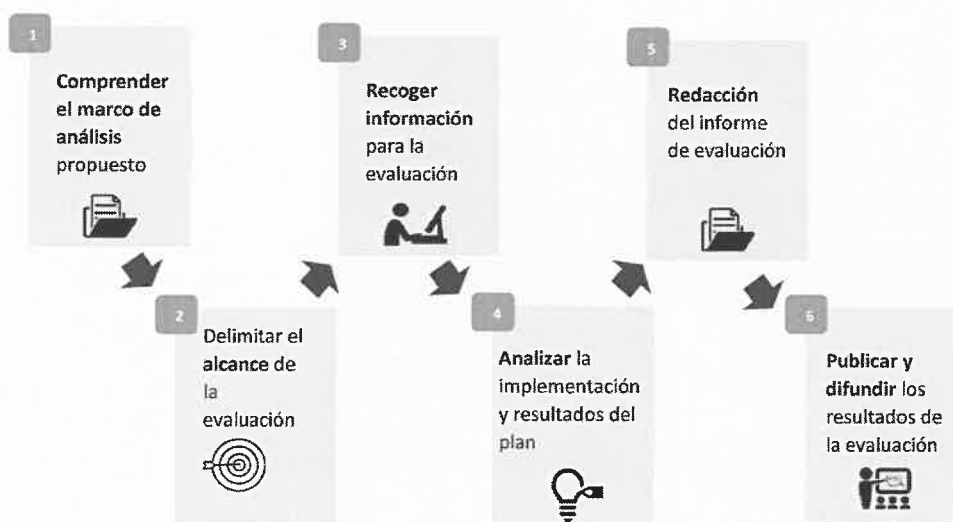 1
Comprender
el marco de
análisis
propuesto
2
Delimitar el
alcance de
la
evaluación
3
Recoger
información
para la
evaluación
4
Analizar la
implementación
y resultados del
plan
5
Redacción
del informe
de evaluación
6
Publicar y
difundir los
resultados de
la evaluación